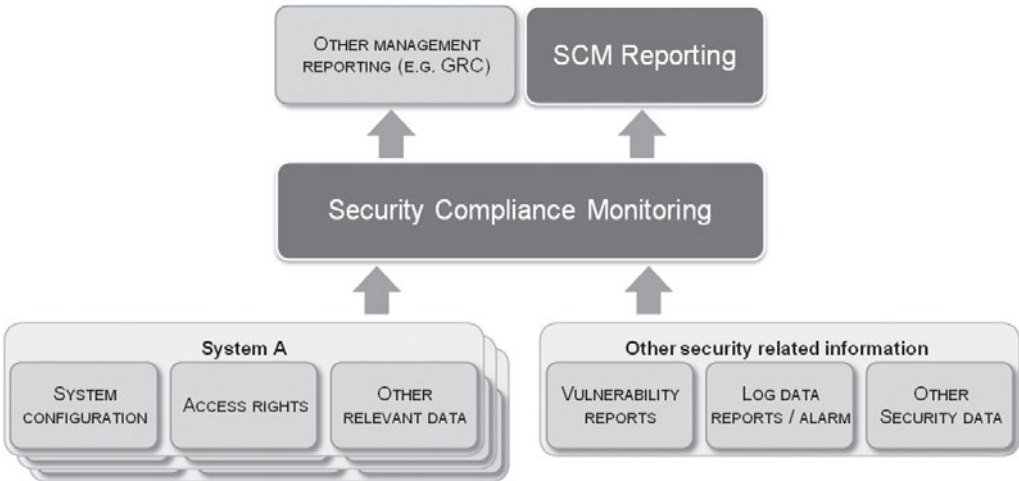 OTHER MANAGEMENT
REPORTING (E.G. GRC)
SCM Reporting
Security Compliance Monitoring
System A
SYSTEM
CONFIGURATION
ACCESS RIGHTS
OTHER
RELEVANT DATA
Other security related information
VULNERABILITY
REPORTS
LOG DATA
REPORTS / ALARM
OTHER
SECURITY DATA